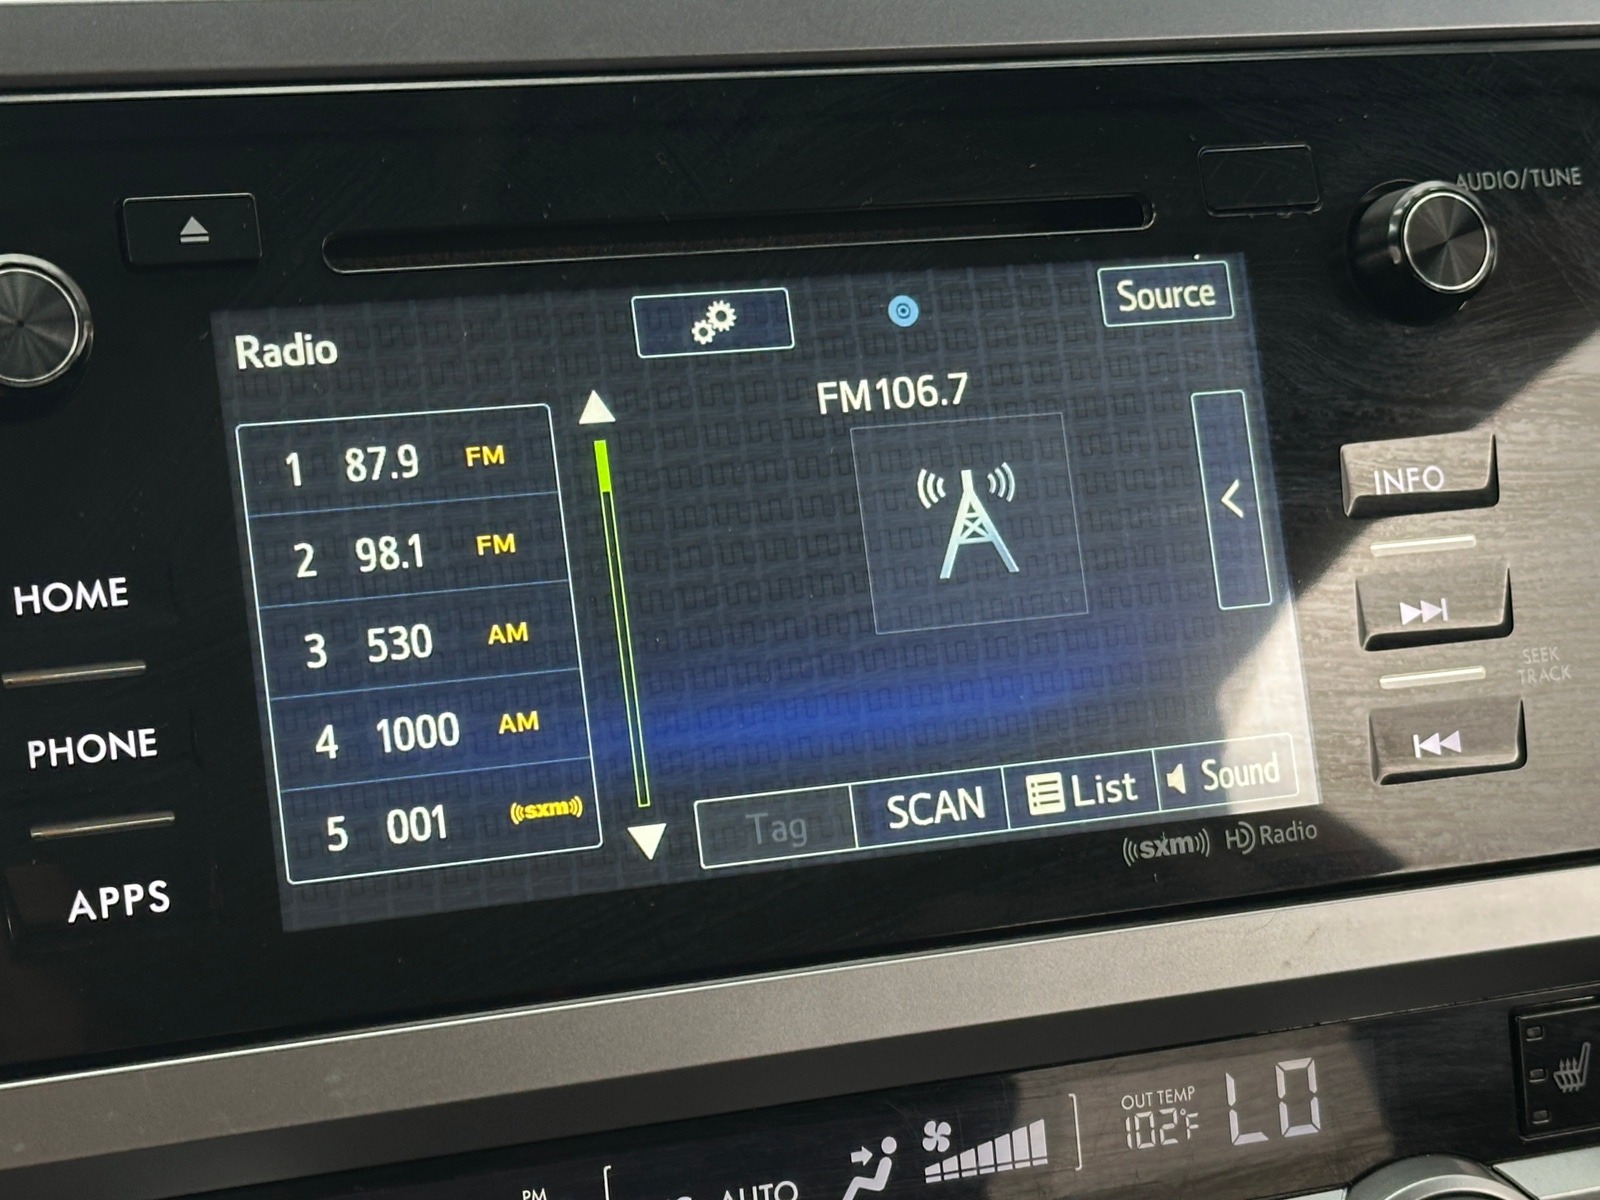 AUDIO/TUNE
Source
Radio
FM106.7
1 87.9 FM
2 98.1 FM
3 530 AM
4 1000 AM
5 001 ((sxm))
INFO
HOME
SEEK
TRACK
PHONE
APPS
Tag SCAN List Sound
((sxm)) HD Radio
OUT TEMP
102°F LO
PM
AUTO